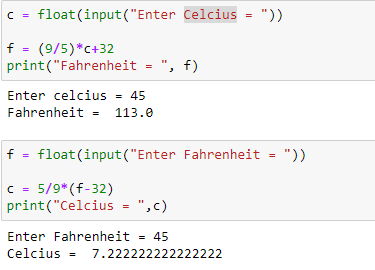 c = float(input("Enter Celcius = "))
f = (9/5)*c+32
print("Fahrenheit = ", f)
Enter celcius = 45
Fahrenheit =  113.0
f = float(input("Enter Fahrenheit = "))
c = 5/9*(f-32)
print("Celcius = ",c)
Enter Fahrenheit = 45
Celcius =  7.222222222222222